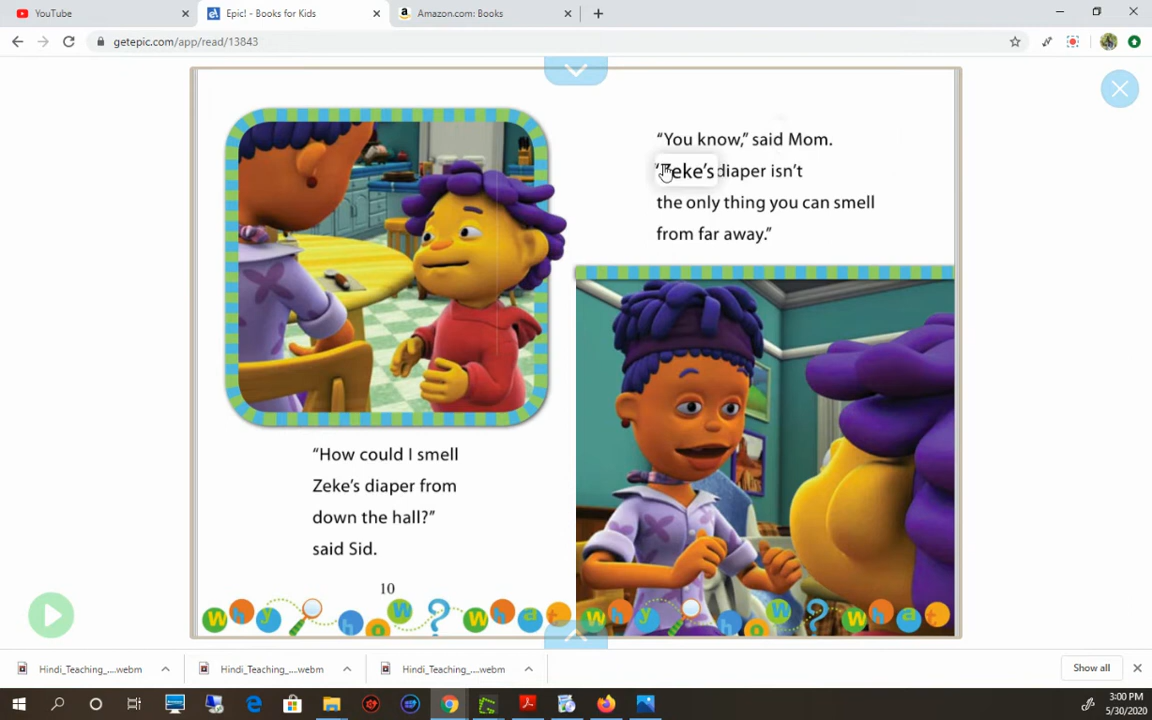 YouTube
Epic! - Books for Kids
Amazon.com: Books
getepic.com/app/read/13843
“How could I smell
Zeke’s diaper from
down the hall?”
said Sid.
10
“You know,” said Mom.
“Zeke’s diaper isn’t
the only thing you can smell
from far away.”
W h y h o W ? W h a t W h y h o W ? W h a t
Hindi_Teaching_....webm
Hindi_Teaching_....webm
Hindi_Teaching_....webm
Show all
3:00 PM
5/30/2020